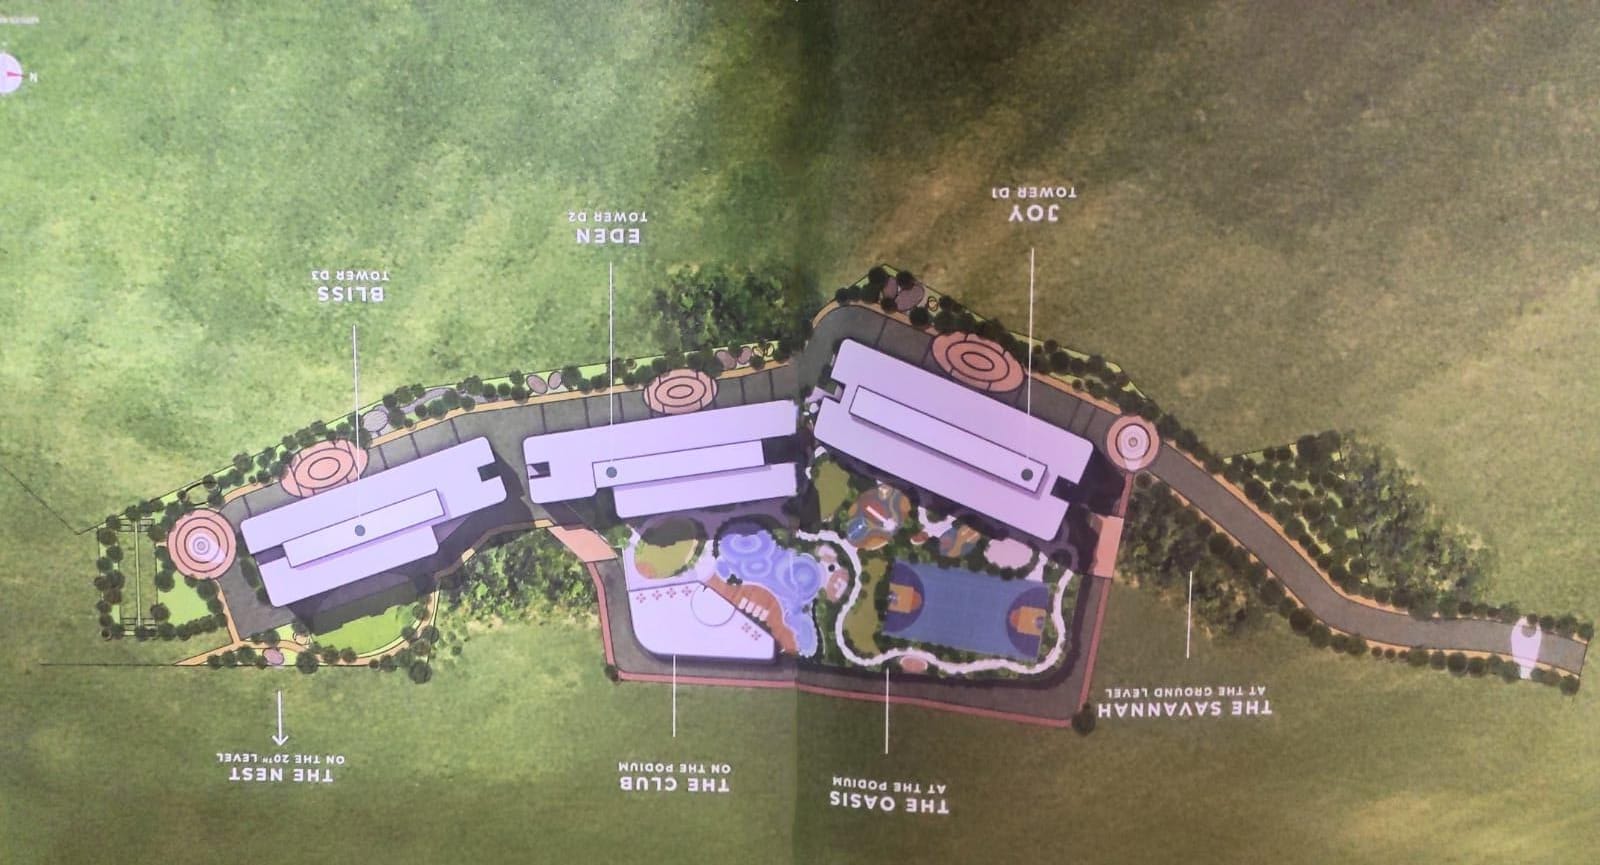 THE OASIS
AT THE PODIUM
THE CLUB
ON THE PODIUM
THE NEST
ON THE 20TH LEVEL
THE SAVANNAH
AT THE GROUND LEVEL
BLISS
TOWER D3
EDEN
TOWER D2
JOY
TOWER D1
N